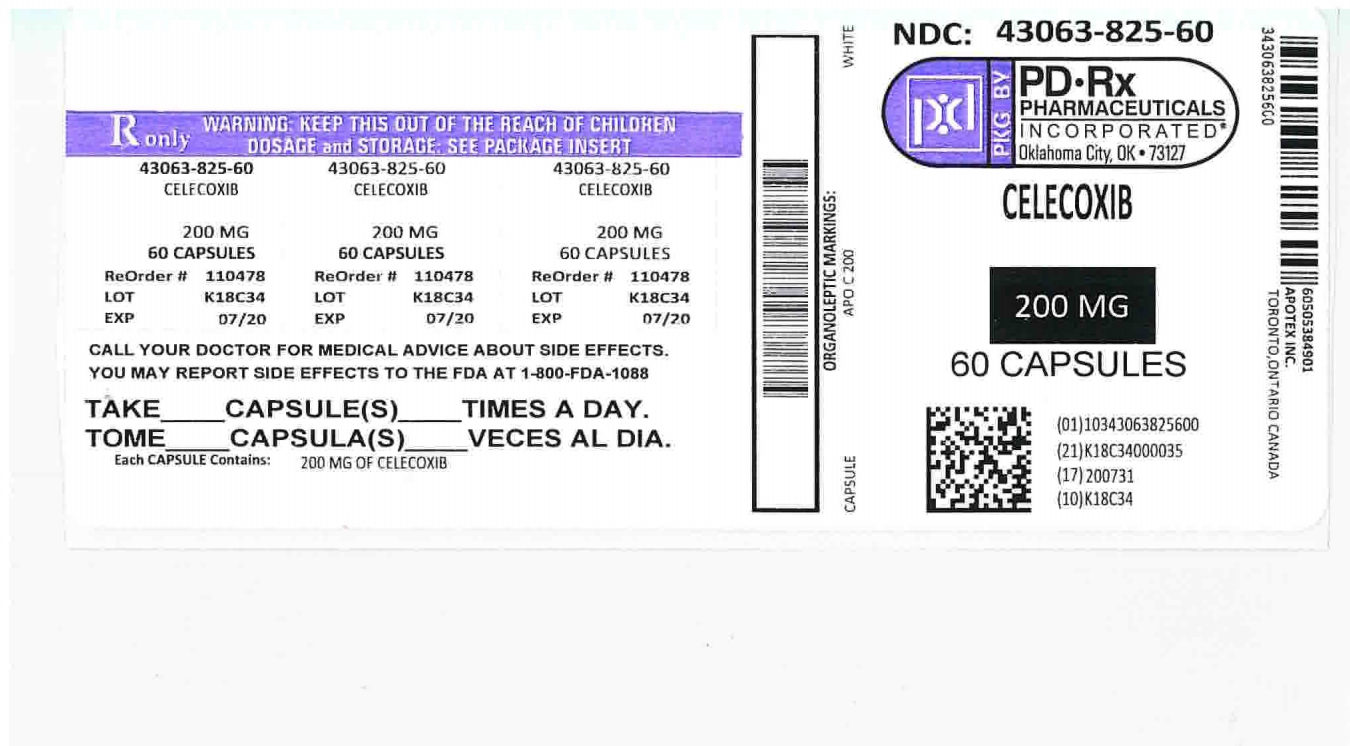 R only
WARNING: KEEP THIS OUT OF THE REACH OF CHILDREN
DOSAGE and STORAGE: SEE PACKAGE INSERT
43063-825-60 43063-825-60 43063-825-60
CELECOXIB CELECOXIB CELECOXIB
200 MG 200 MG 200 MG
60 CAPSULES 60 CAPSULES 60 CAPSULES
ReOrder # 110478 ReOrder # 110478 ReOrder # 110478
LOT K18C34 LOT K18C34 LOT K18C34
EXP 07/20 EXP 07/20 EXP 07/20
CALL YOUR DOCTOR FOR MEDICAL ADVICE ABOUT SIDE EFFECTS.
YOU MAY REPORT SIDE EFFECTS TO THE FDA AT 1-800-FDA-1088
TAKE____CAPSULE(S)____TIMES A DAY.
TOME____CAPSULA(S)____VECES AL DIA.
Each CAPSULE Contains: 200 MG OF CELECOXIB
ORGANOLEPTIC MARKINGS:
CAPSULE APO C 200 WHITE
NDC: 43063-825-60
PKG BY
PD·Rx
PHARMACEUTICALS
INCORPORATED®
Oklahoma City, OK • 73127
CELECOXIB
200 MG
60 CAPSULES
(01)10343063825600
(21)K18C34000035
(17)200731
(10)K18C34
343063825600
60505384901
APOTEX INC.
TORONTO,ONTARIO CANADA